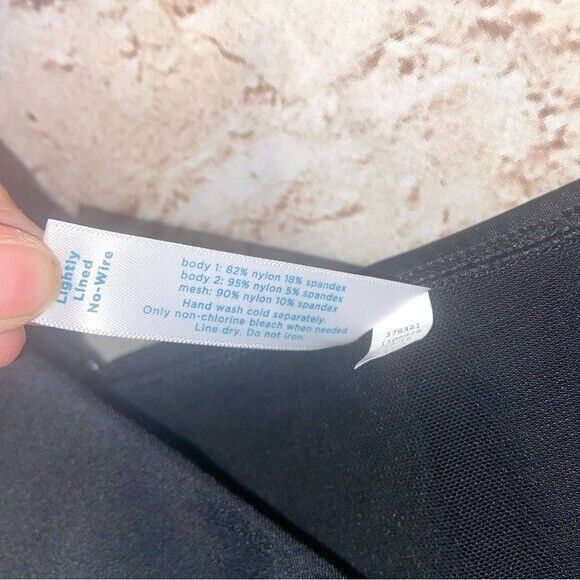 Lightly
Lined
No-Wire
body 1: 82% nylon 18% spandex
body 2: 95% nylon 5% spandex
mesh: 90% nylon 10% spandex
Hand wash cold separately.
Only non-chlorine bleach when needed.
Line dry. Do not iron.
379341